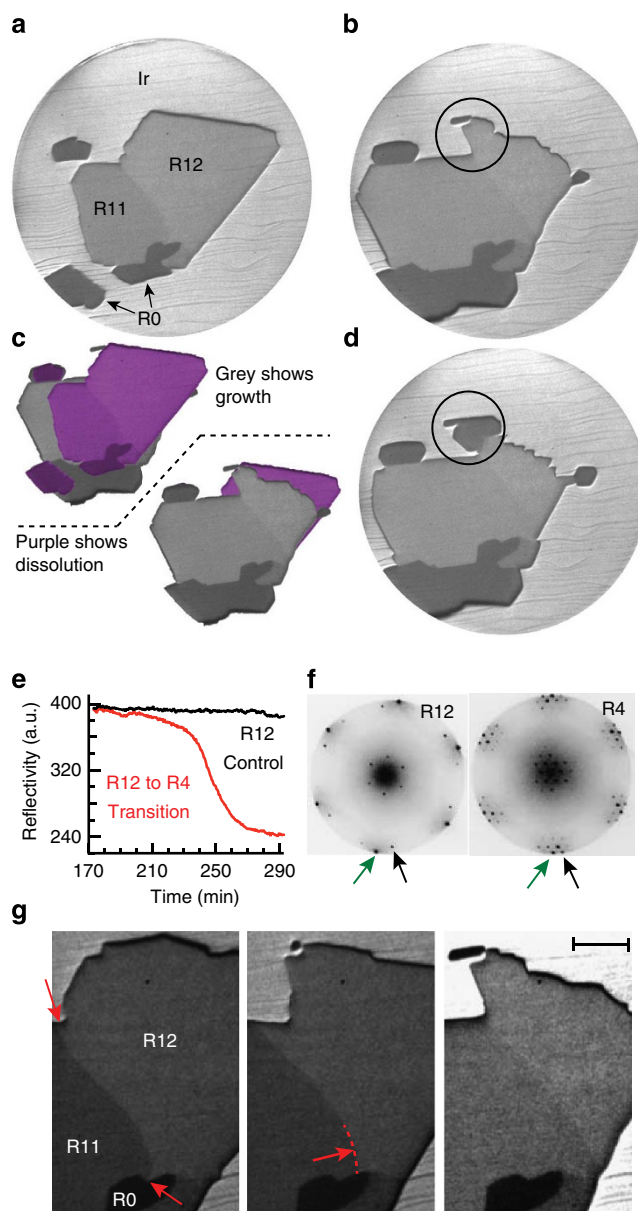 a
b
Ir
R12
R11
R0
c
d
Grey shows
growth
Purple shows
dissolution
e
f
400
320
240
Reflectivity (a.u.)
R12
Control
R12 to R4
Transition
170
210
250
290
Time (min)
R12
R4
g
R12
R11
R0